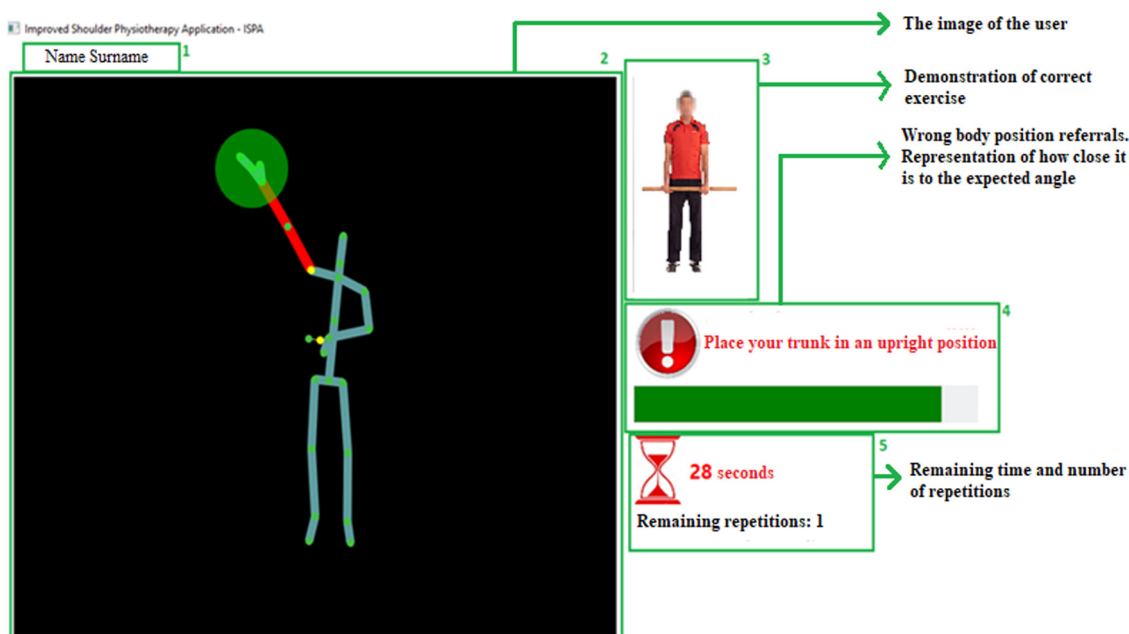 Improved Shoulder Physiotherapy Application - ISPA
Name Surname
1
2
3
The image of the user
Demonstration of correct
exercise
Wrong body position referrals.
Representation of how close it
is to the expected angle
4
Place your trunk in an upright position
5
28 seconds
Remaining repetitions: 1
Remaining time and number
of repetitions